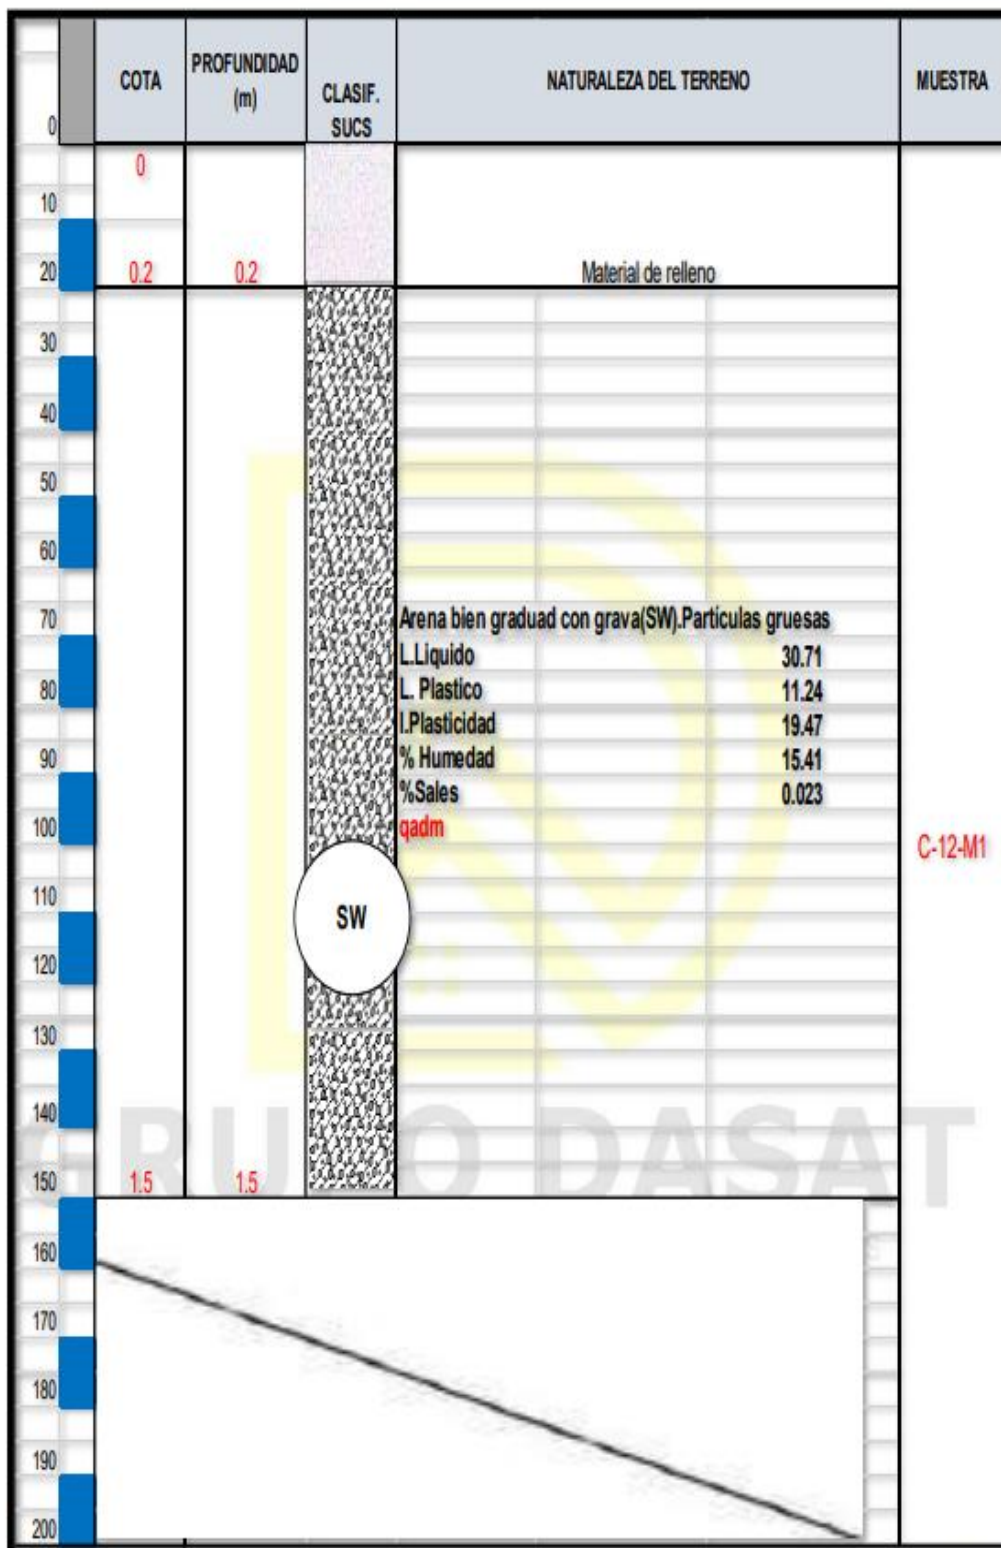 COTA
PROFUNDIDAD
(m)
CLASIF.
SUCS
NATURALEZA DEL TERRENO
MUESTRA
0
0
10
20
0.2
0.2
Material de relleno
30
40
50
60
70
Arena bien graduad con grava(SW).Particulas gruesas
L.Liquido 30.71
80
L. Plastico 11.24
I.Plasticidad 19.47
90
% Humedad 15.41
%Sales 0.023
100
qadm
C-12-M1
110
SW
120
130
140
GRUPO DASAT
150
1.5
1.5
160
170
180
190
200